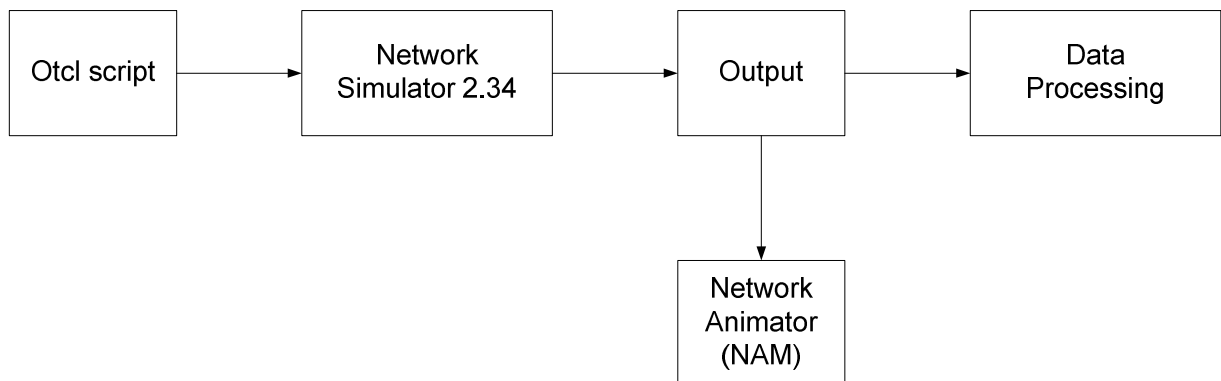 Otcl script
Network
Simulator 2.34
Output
Data
Processing
Network
Animator
(NAM)